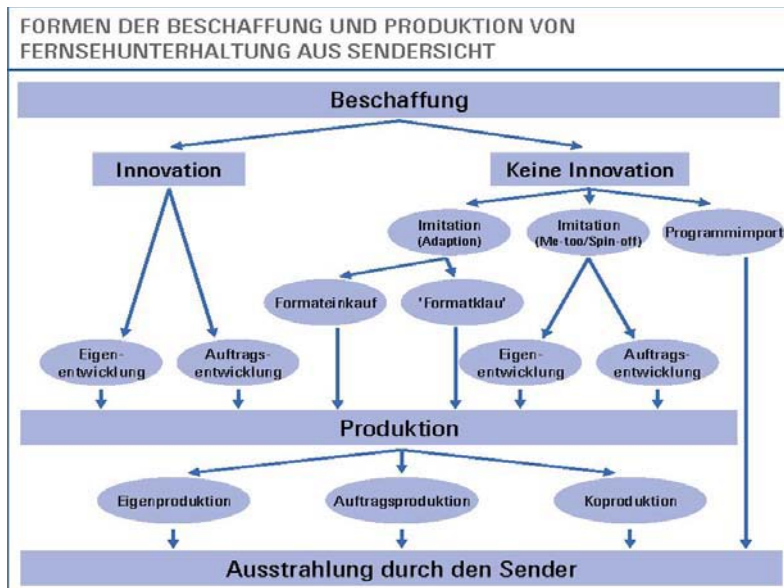 FORMEN DER BESCHAFFUNG UND PRODUKTION VON
FERNSEHUNTERHALTUNG AUS SENDERSICHT
Beschaffung
Innovation
Keine Innovation
Imitation
(Adaption)
Imitation
(Me-too/Spin-off)
Programmimport
Formateinkauf
'Formatklau'
Eigen-
entwicklung
Auftrags-
entwicklung
Eigen-
entwicklung
Auftrags-
entwicklung
Produktion
Eigenproduktion
Auftragsproduktion
Koproduktion
Ausstrahlung durch den Sender